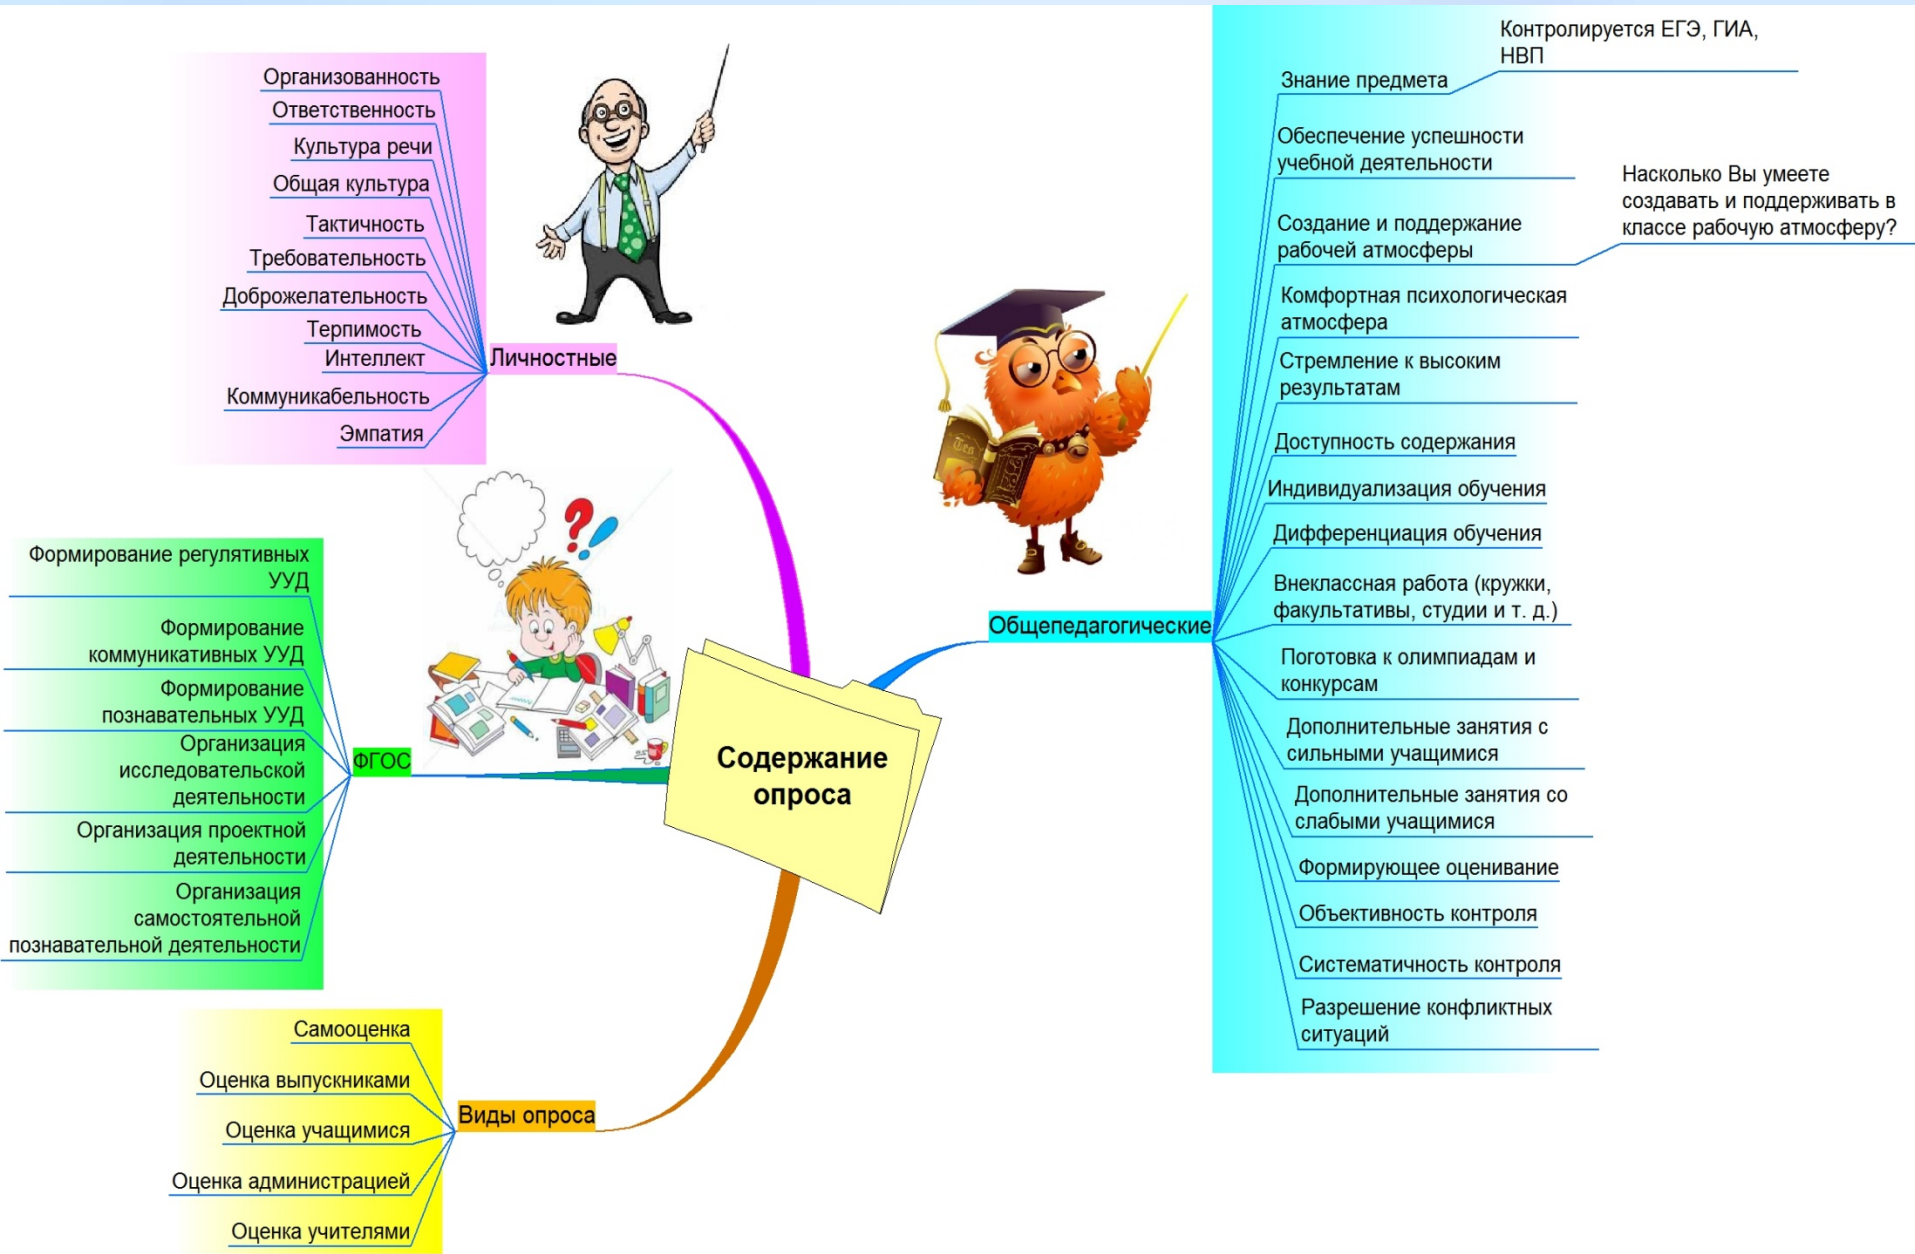 Организованность
Ответственность
Культура речи
Общая культура
Тактичность
Требовательность
Доброжелательность
Терпимость
Интеллект
Коммуникабельность
Эмпатия
Личностные
Формирование регулятивных
УУД
Формирование
коммуникативных УУД
Формирование
познавательных УУД
Организация
исследовательской
деятельности
Организация проектной
деятельности
Организация
самостоятельной
познавательной деятельности
ФГОС
Содержание
опроса
Самооценка
Оценка выпускниками
Оценка учащимися
Оценка администрацией
Оценка учителями
Виды опроса
Общепедагогические
Знание предмета
Контролируется ЕГЭ, ГИА,
НВП
Обеспечение успешности
учебной деятельности
Создание и поддержание
рабочей атмосферы
Насколько Вы умеете
создавать и поддерживать в
классе рабочую атмосферу?
Комфортная психологическая
атмосфера
Стремление к высоким
результатам
Доступность содержания
Индивидуализация обучения
Дифференциация обучения
Внеклассная работа (кружки,
факультативы, студии и т. д.)
Поготовка к олимпиадам и
конкурсам
Дополнительные занятия с
сильными учащимися
Дополнительные занятия со
слабыми учащимися
Формирующее оценивание
Объективность контроля
Систематичность контроля
Разрешение конфликтных
ситуаций